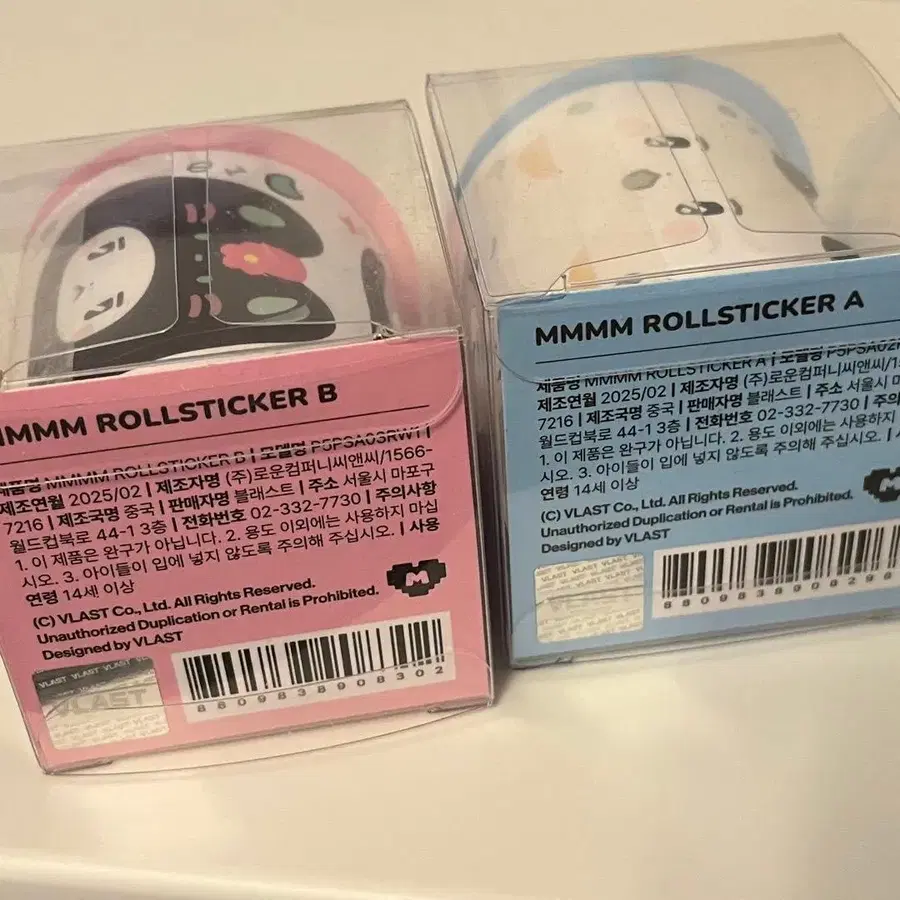 MMMM ROLLSTICKER B
제품명 MMMM ROLLSTICKER B | 모델명 P5PSA03RW1 |
제조연월 2025/02 | 제조자명 (주)로운컴퍼니씨앤씨/1566-
7216 | 제조국명 중국 | 판매자명 블래스트 | 주소 서울시 마포구
월드컵북로 44-1 3층 | 전화번호 02-332-7730 | 주의사항
1. 이 제품은 완구가 아닙니다. 2. 용도 이외에는 사용하지 마십
시오. 3. 아이들이 입에 넣지 않도록 주의해 주십시오. | 사용
연령 14세 이상
(C) VLAST Co., Ltd. All Rights Reserved.
Unauthorized Duplication or Rental is Prohibited.
Designed by VLAST
M
VLAST VLAST VLAST VLAST
VLAST
8809838908302
MMMM ROLLSTICKER A
제품명 MMMM ROLLSTICKER A | 모델명
제조연월 2025/02 | 제조자명 (주)로운컴퍼니씨앤씨/
7216 | 제조국명 중국 | 판매자명 블래스트 | 주소 서울시
월드컵북로 44-1 3층 | 전화번호 02-332-7730 |
1. 이 제품은 완구가 아닙니다. 2. 용도 이외에는 사용하지
시오. 3. 아이들이 입에 넣지 않도록 주의해 주십시오. |
연령 14세 이상
(C) VLAST Co., Ltd. All Rights Reserved.
Unauthorized Duplication or Rental is Prohibited.
Designed by VLAST
M
VLAST
880983890829